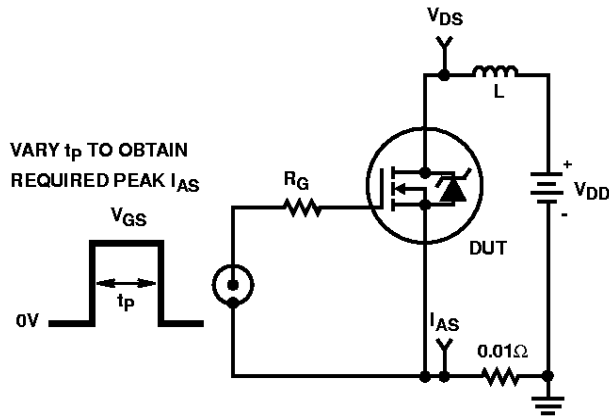 VDS
L
VARY tP TO OBTAIN
REQUIRED PEAK IAS
RG
+
VDD
-
VGS
DUT
tP
0V
IAS
0.01Ω